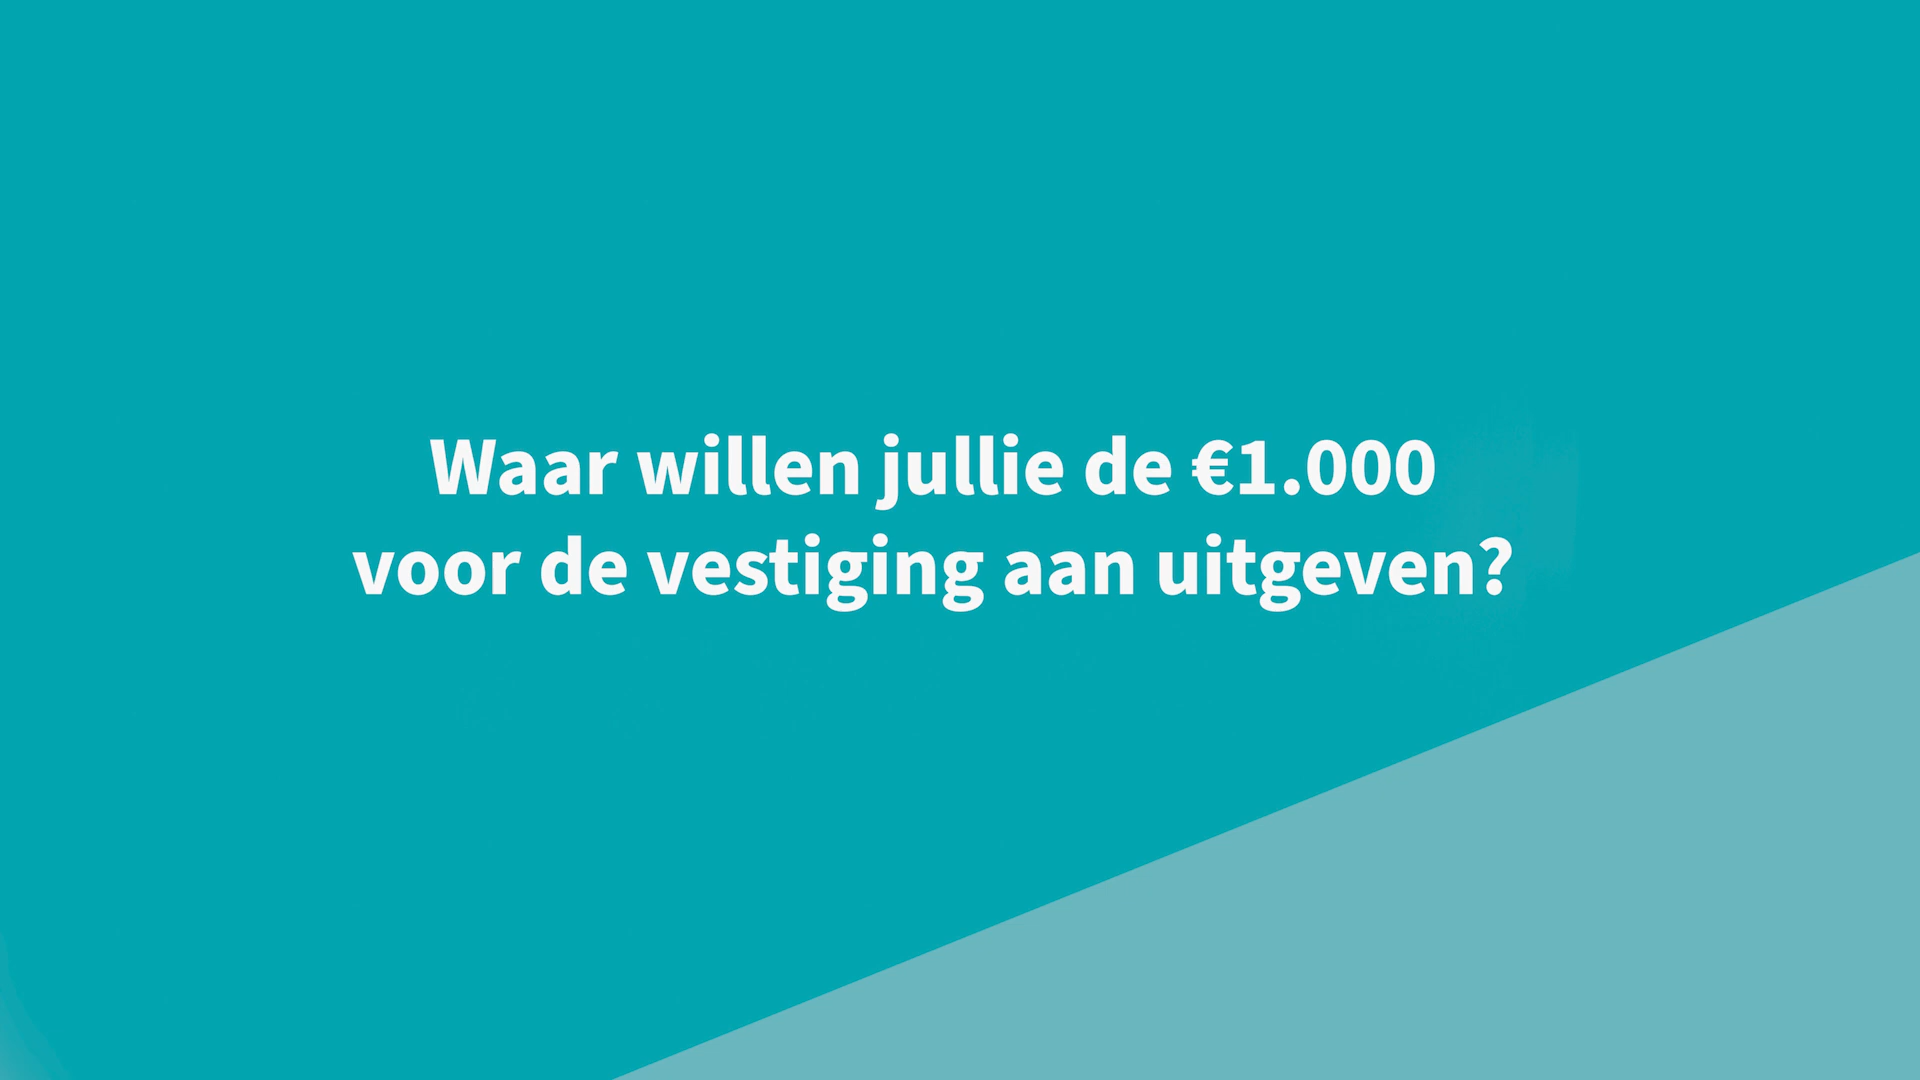 Waar willen jullie de €1.000
voor de vestiging aan uitgeven?